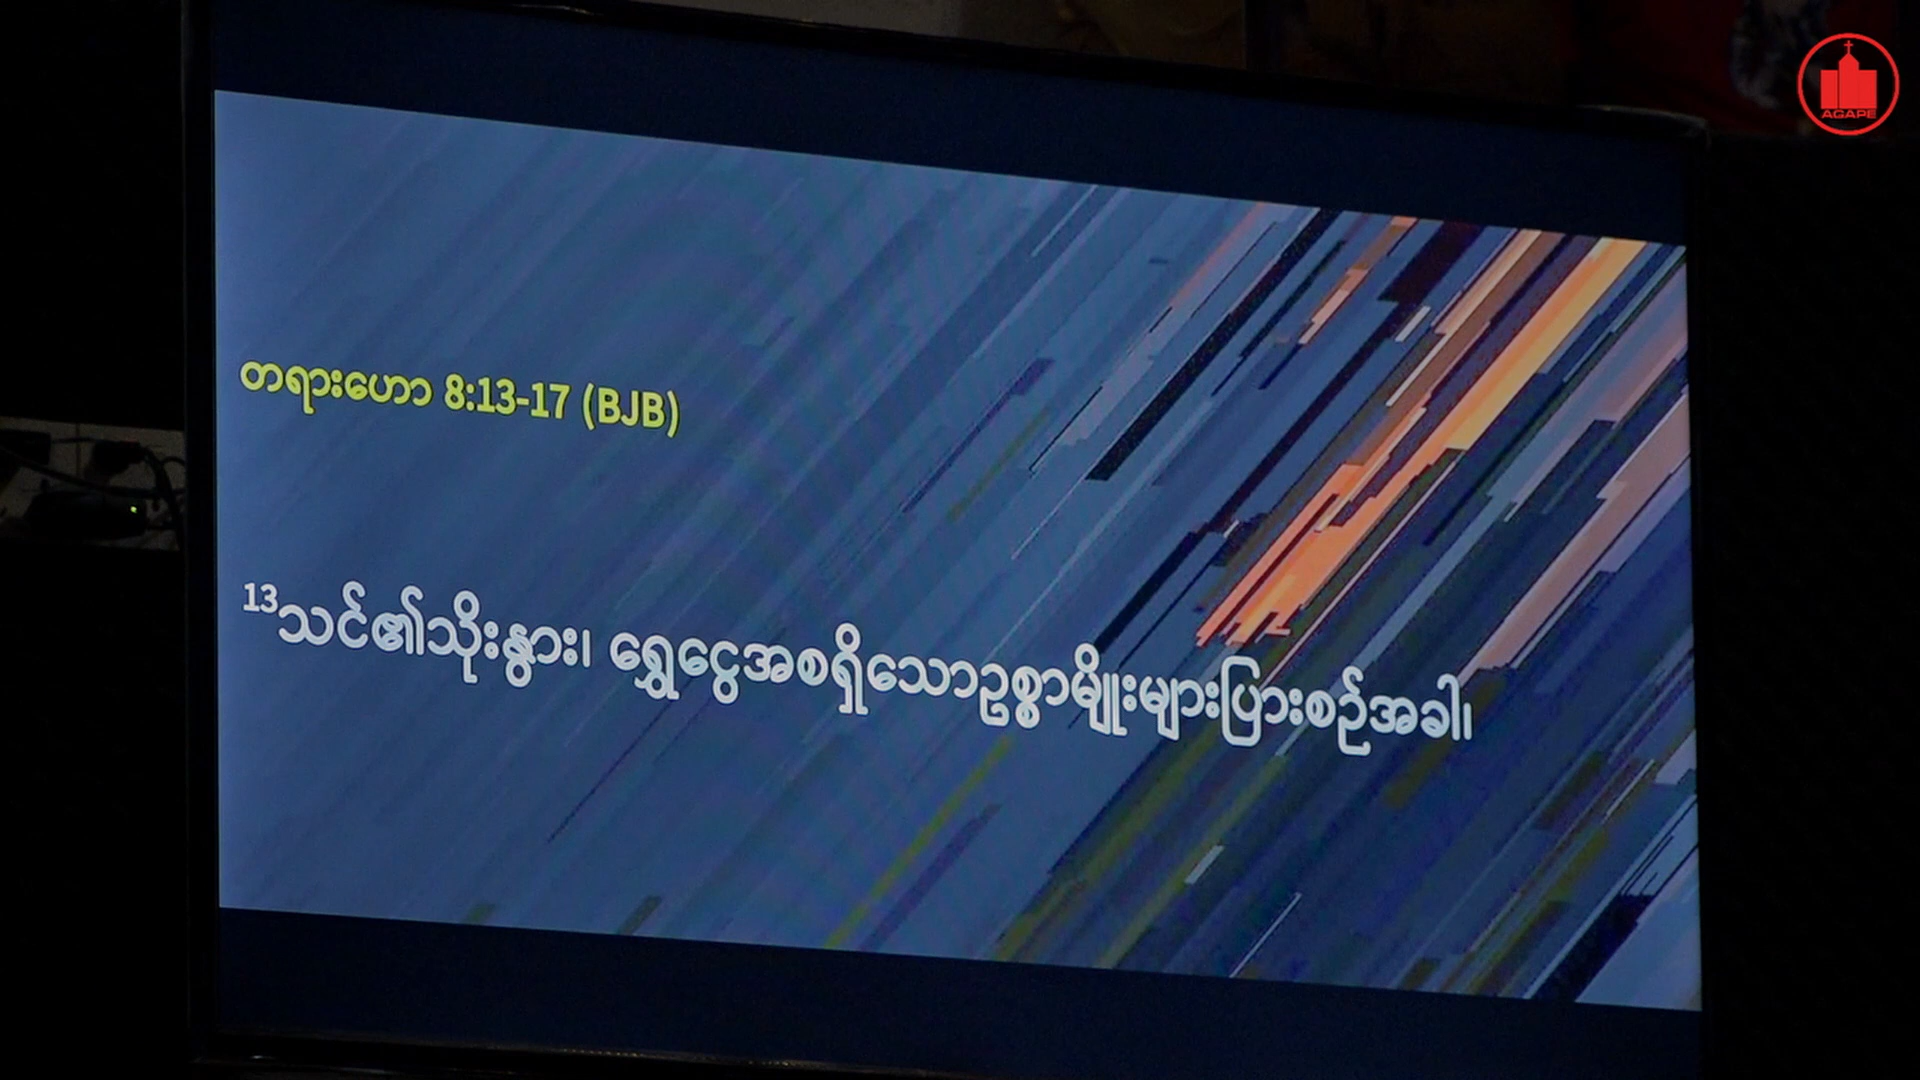 AGAPE
တရားဟော 8:13-17 (BJB)
13သင်၏သိုးနွား၊ ရွှေငွေအစရှိသောဥစ္စာမျိုးများပြားစဉ်အခါ၊